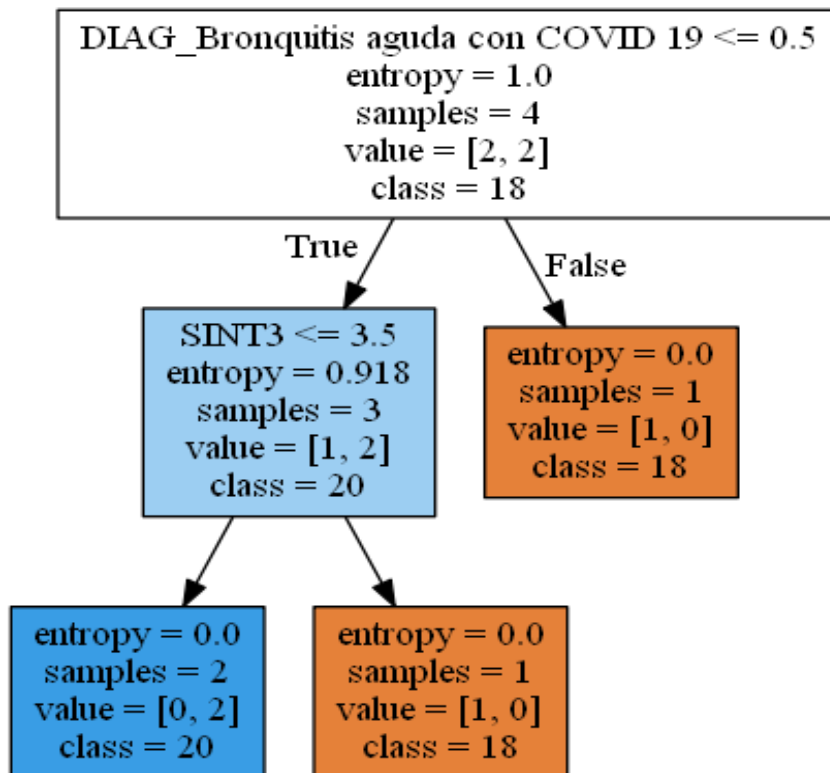 DIAG_Bronquitis aguda con COVID 19 <= 0.5
entropy = 1.0
samples = 4
value = [2, 2]
class = 18
True
False
SINT3 <= 3.5
entropy = 0.918
samples = 3
value = [1, 2]
class = 20
entropy = 0.0
samples = 1
value = [1, 0]
class = 18
entropy = 0.0
samples = 2
value = [0, 2]
class = 20
entropy = 0.0
samples = 1
value = [1, 0]
class = 18